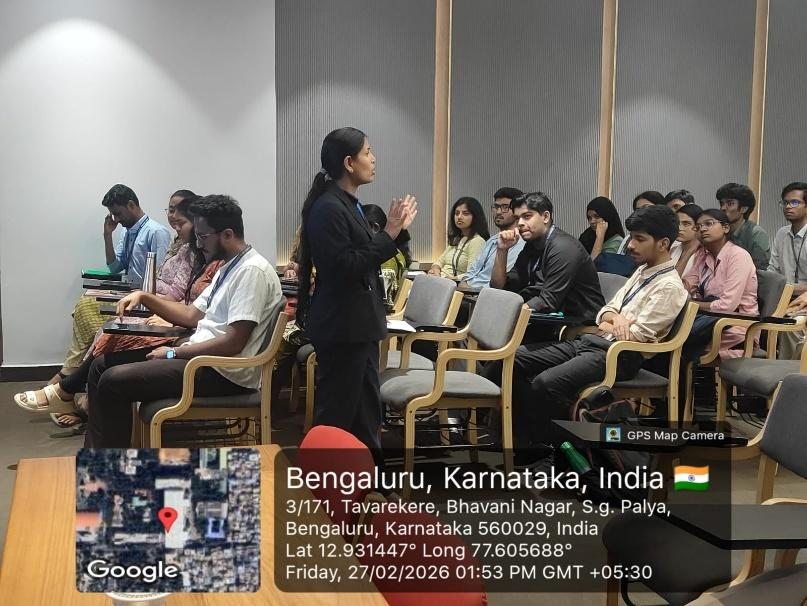 GPS Map Camera
Bengaluru, Karnataka, India
3/171, Tavarekere, Bhavani Nagar, S.g. Palya,
Bengaluru, Karnataka 560029, India
Lat 12.931447° Long 77.605688°
Friday, 27/02/2026 01:53 PM GMT +05:30
Google